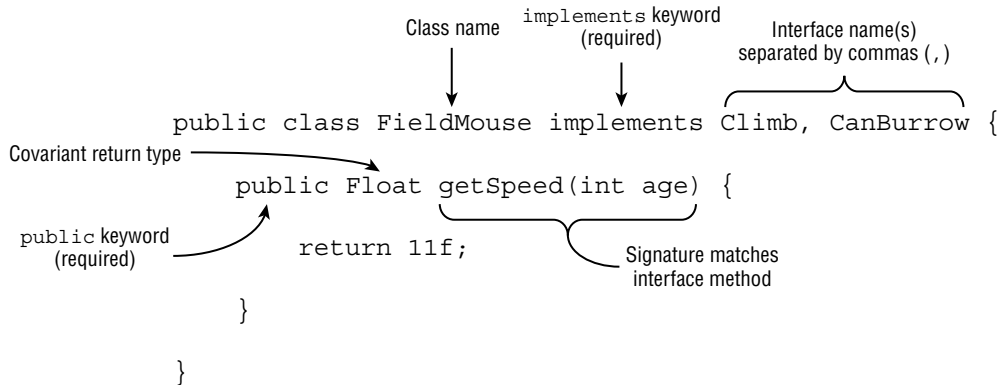 Class name
implements keyword
(required)
Interface name(s)
separated by commas (,)
public class FieldMouse implements Climb, CanBurrow {
Covariant return type
public Float getSpeed(int age) {
public keyword
(required)
return 11f;
Signature matches
interface method
}
}